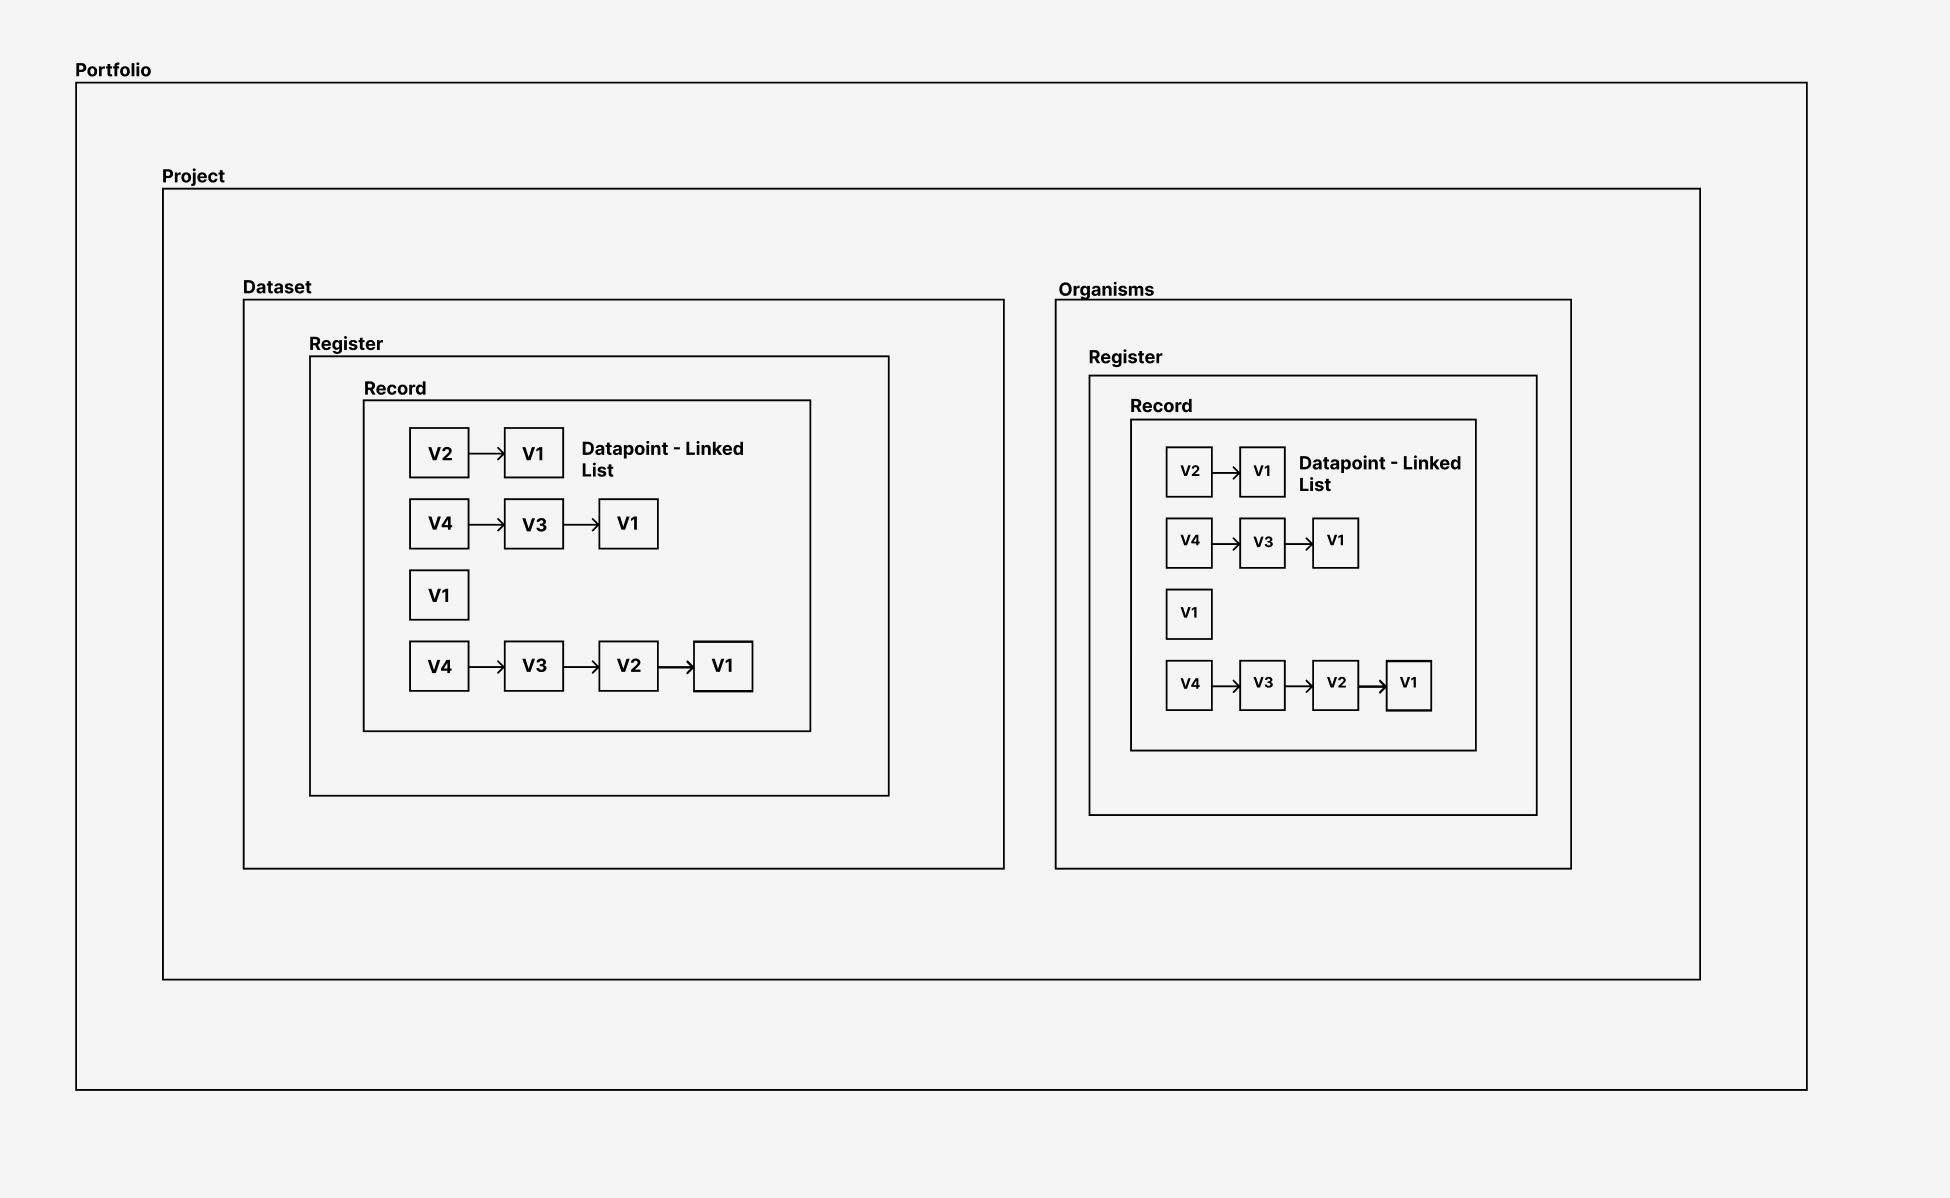 Portfolio
Project
Dataset
Register
Record
V2 V1 Datapoint - Linked
List
V4 V3 V1
V1
V4 V3 V2 V1
Organisms
Register
Record
V2 V1 Datapoint - Linked
List
V4 V3 V1
V1
V4 V3 V2 V1